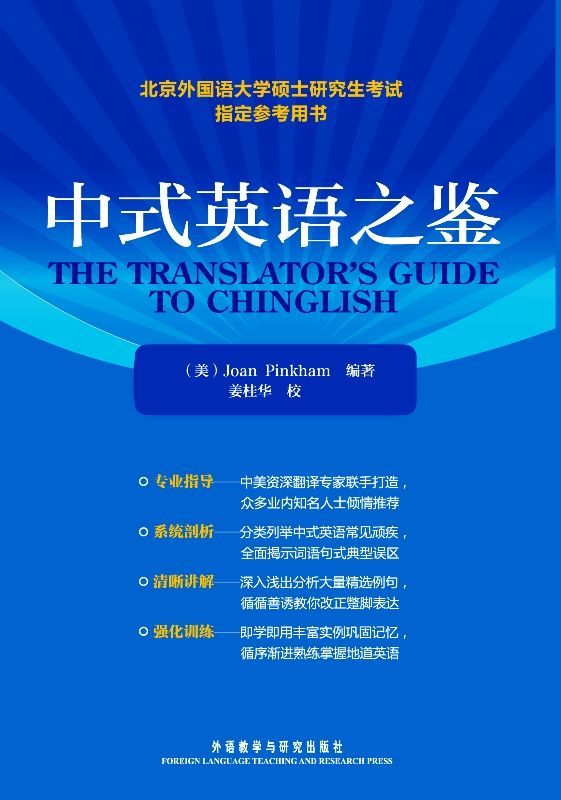 北京外国语大学硕士研究生考试
指定参考用书
中式英语之鉴
THE TRANSLATOR'S GUIDE
TO CHINGLISH
（美）Joan Pinkham 编著
姜桂华 校
专业指导——中美资深翻译专家联手打造，
众多业内知名人士倾情推荐
系统剖析——分类列举中式英语常见顽疾，
全面揭示词语句式典型误区
清晰讲解——深入浅出分析大量精选例句，
循循善诱教你改正蹩脚表达
强化训练——即学即用丰富实例巩固记忆，
循序渐进熟练掌握地道英语
外语教学与研究出版社
FOREIGN LANGUAGE TEACHING AND RESEARCH PRESS